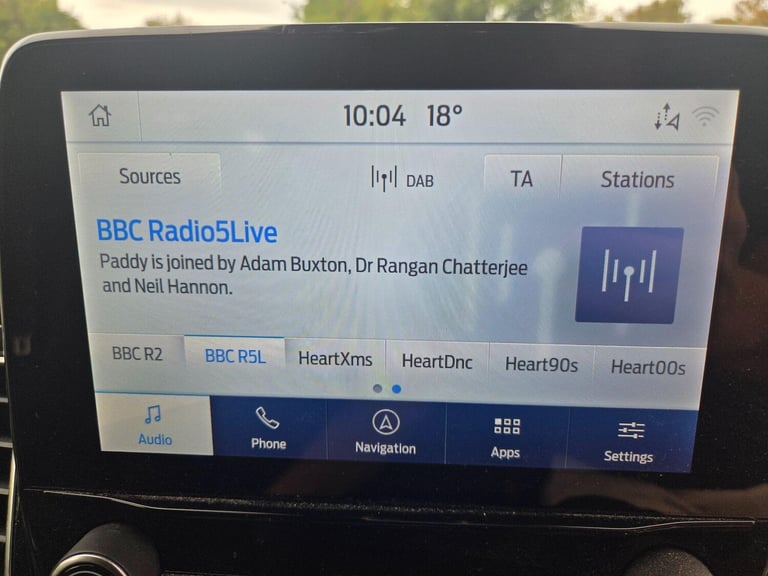 10:04 18°
Sources DAB TA Stations
BBC Radio5Live
Paddy is joined by Adam Buxton, Dr Rangan Chatterjee
and Neil Hannon.
BBC R2 BBC R5L HeartXms HeartDnc Heart90s Heart00s
Audio Phone Navigation Apps Settings